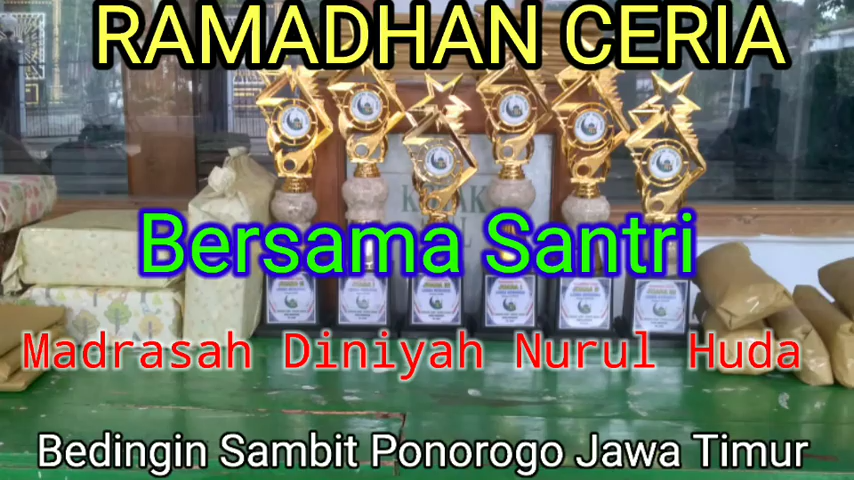 RAMADHAN CERIA
Bersama Santri
Madrasah Diniyah Nurul Huda
Bedingin Sambit Ponorogo Jawa Timur